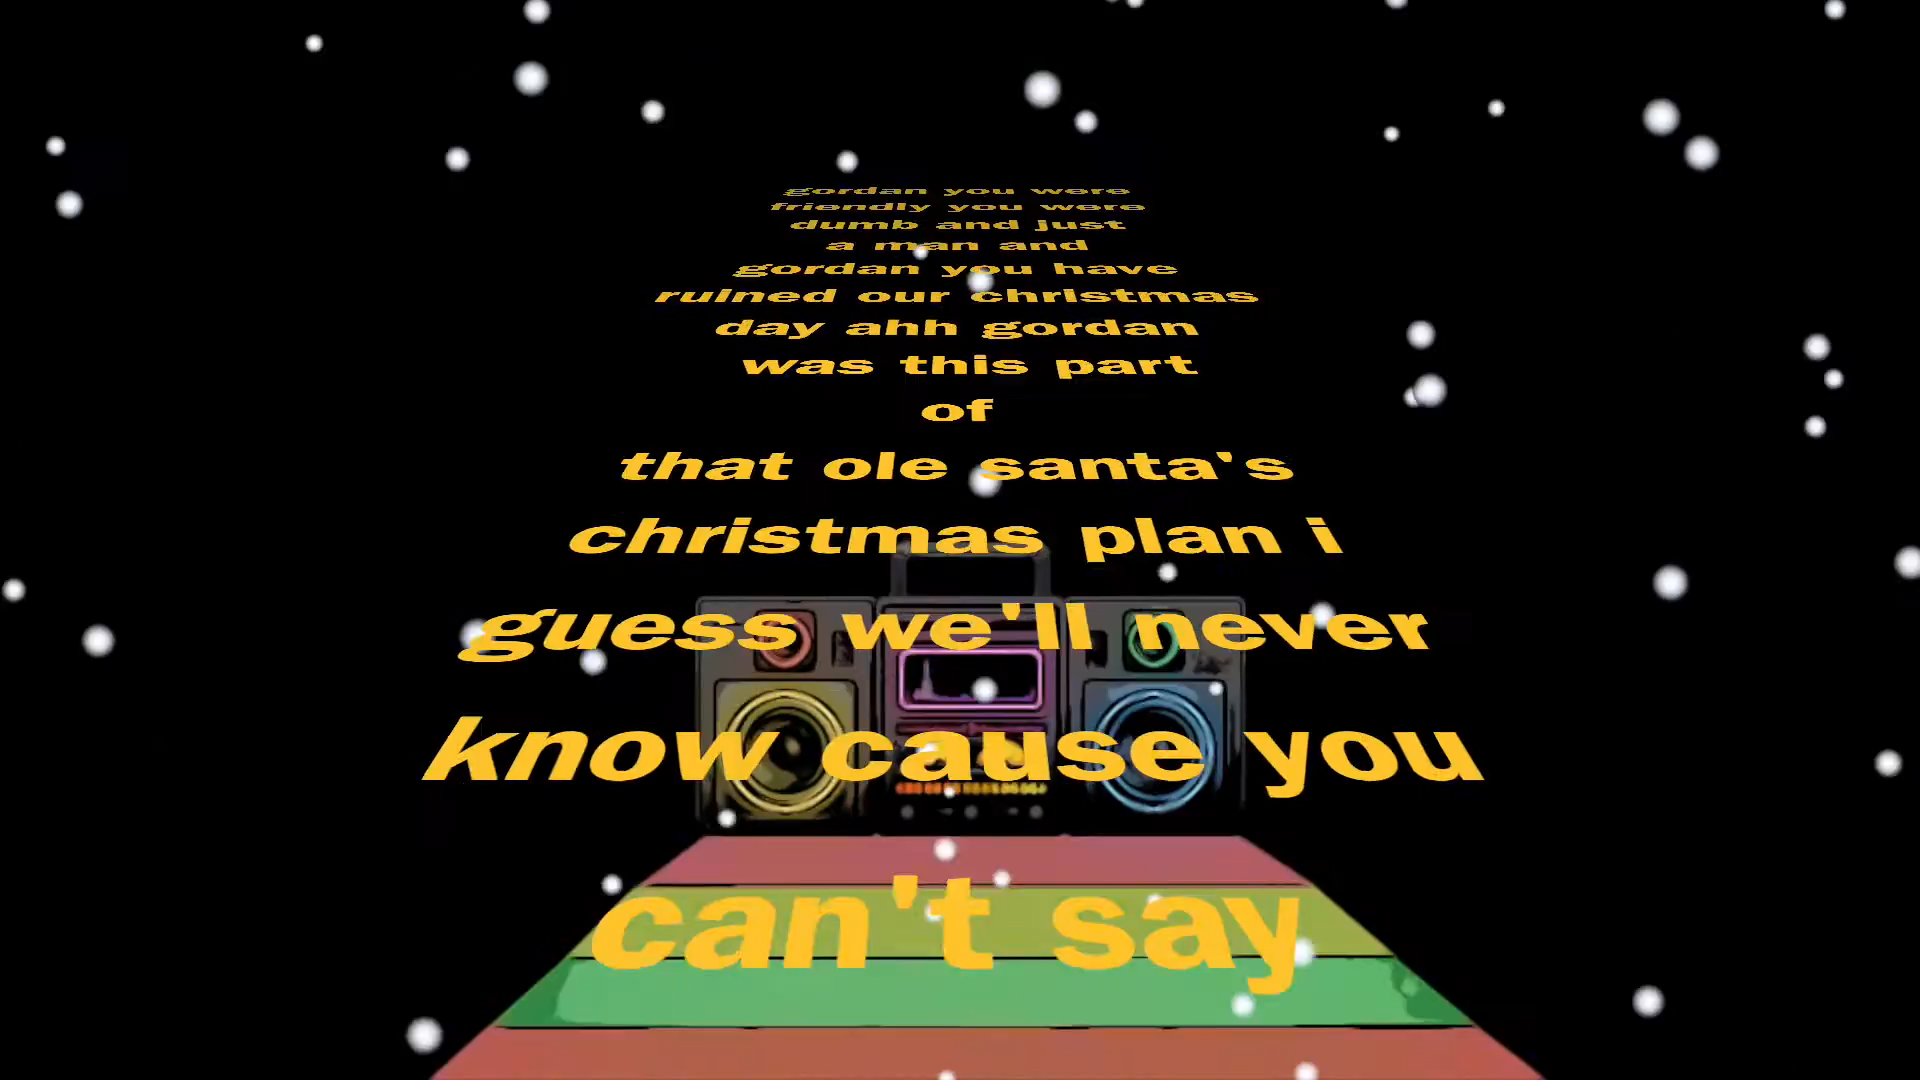 gordan you were
friendly you were
dumb and just
a man and
gordan you have
ruined our christmas
day ahh gordan
was this part
of
that ole santa's
christmas plan i
guess we'll never
know cause you
can't say